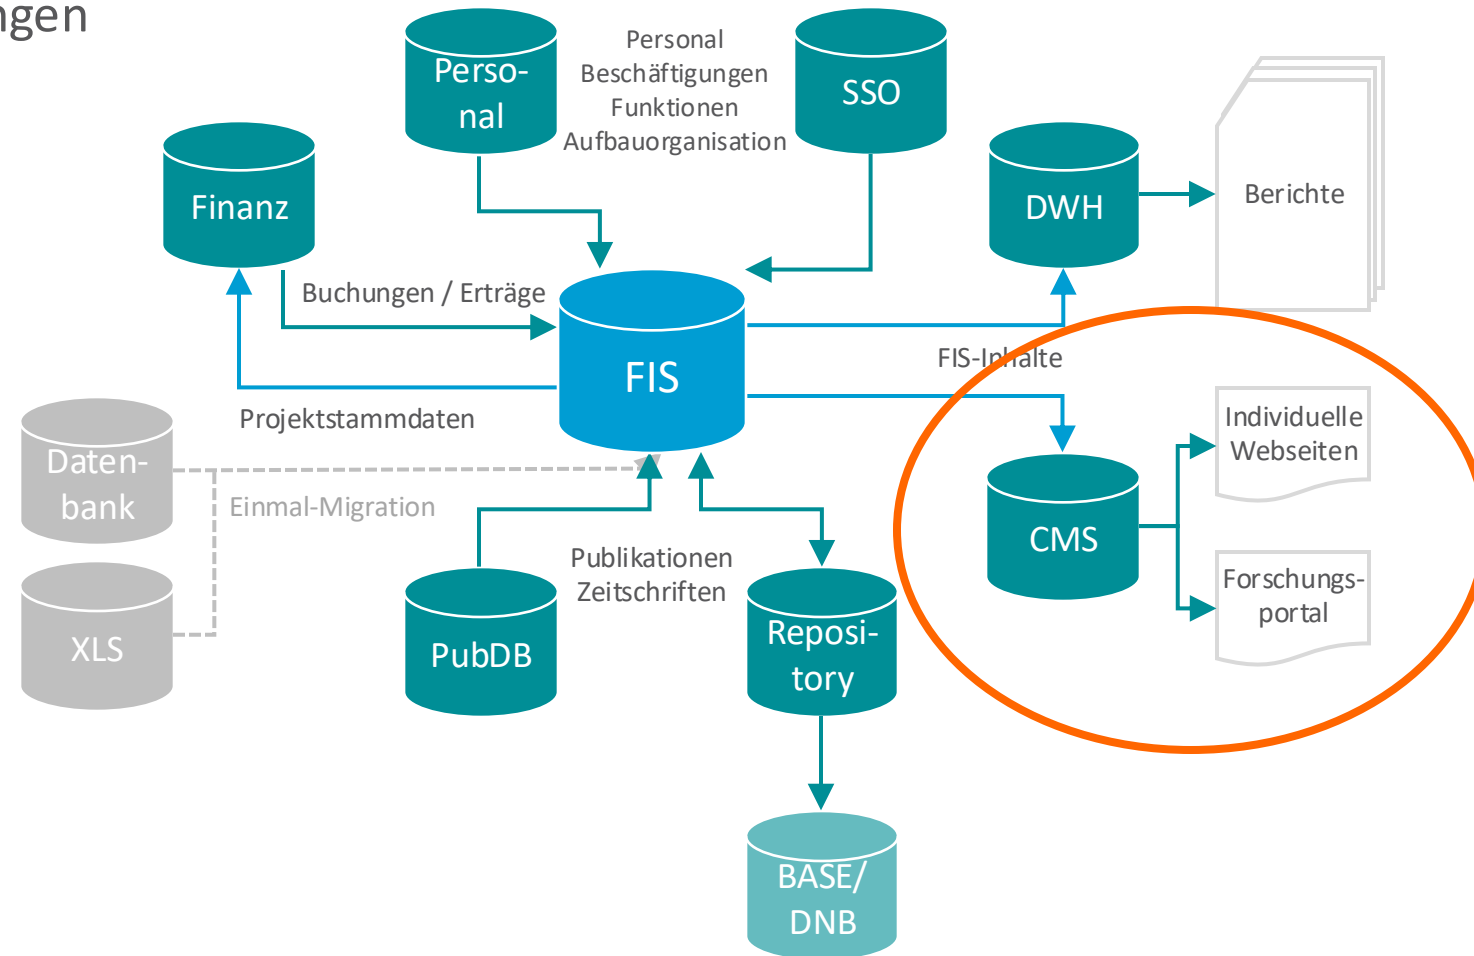 ngen
Perso-
nal
Personal
Beschäftigungen
Funktionen
Aufbauorganisation
SSO
Finanz
DWH
Berichte
Buchungen / Erträge
FIS
FIS-Inhalte
Projektstammdaten
Daten-
bank
Einmal-Migration
XLS
PubDB
Publikationen
Zeitschriften
Reposi-
tory
CMS
Individuelle
Webseiten
Forschungs-
portal
BASE/
DNB